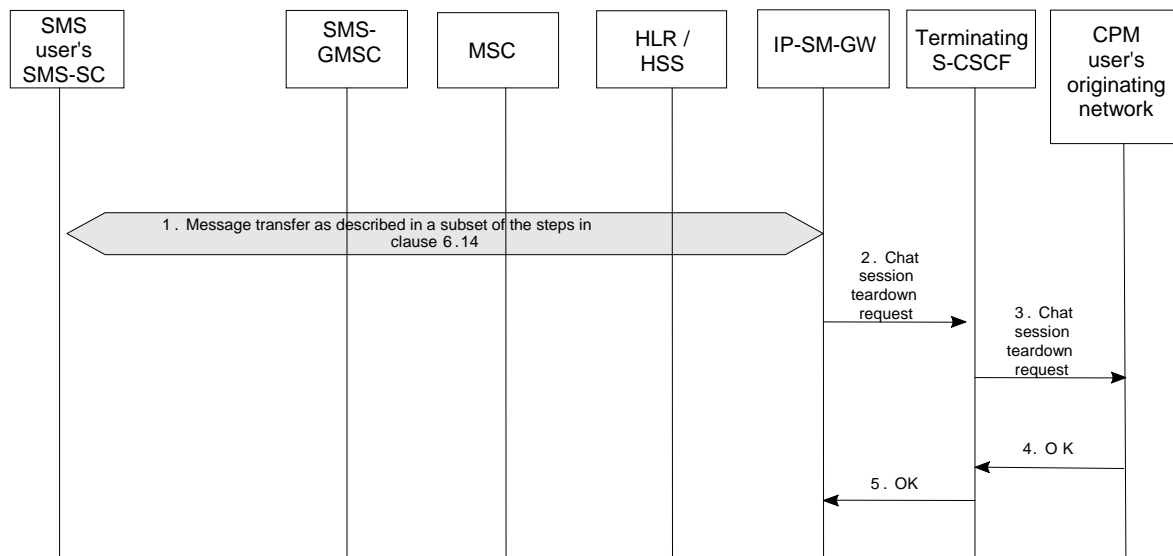 SMS
user's
SMS-SC
SMS-
GMSC
MSC
HLR /
HSS
IP-SM-GW
Terminating
S-CSCF
CPM
user's
originating
network
1. Message transfer as described in a subset of the steps in
clause 6.14
2. Chat
session
teardown
request
3. Chat
session
teardown
request
4. O K
5. OK